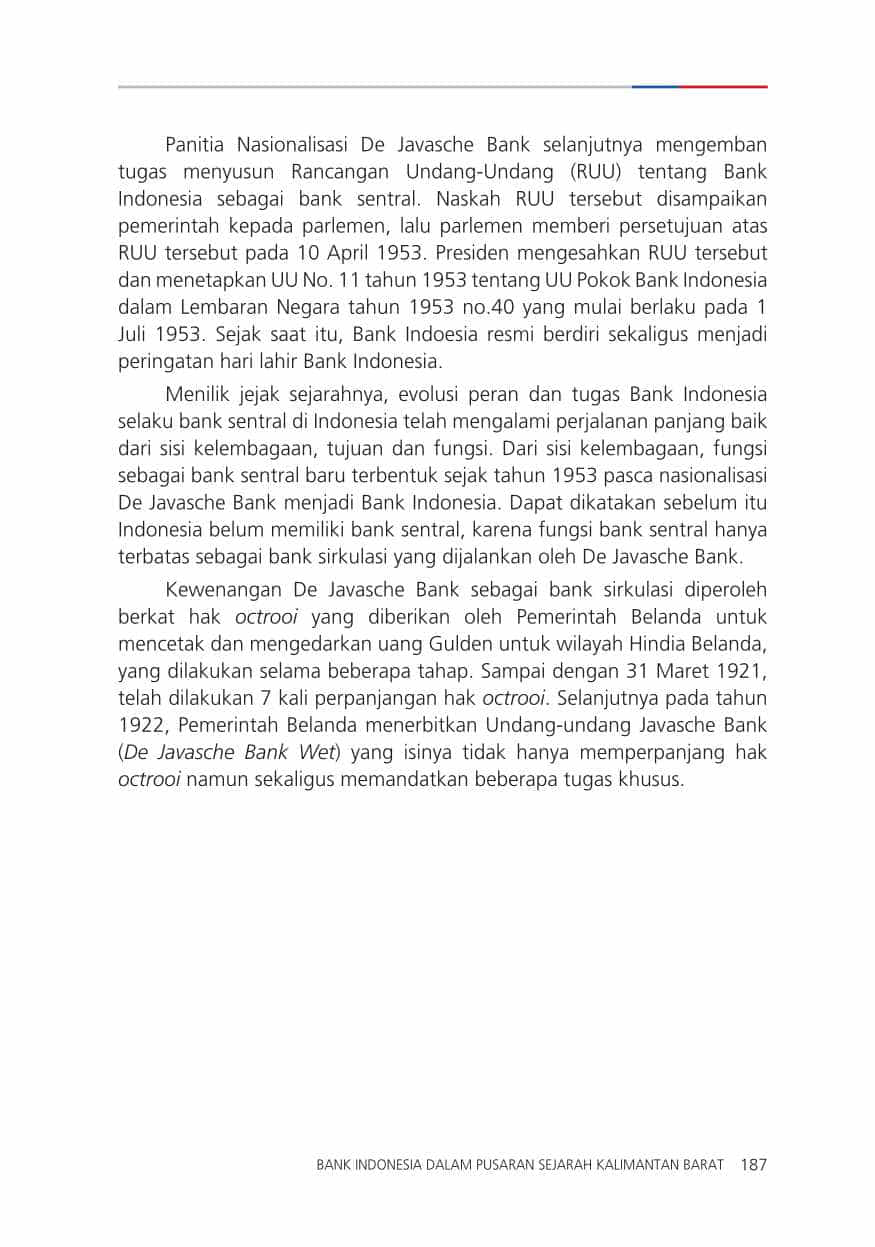 Panitia Nasionalisasi De Javasche Bank selanjutnya mengemban
tugas menyusun Rancangan Undang-Undang (RUU) tentang Bank
Indonesia sebagai bank sentral. Naskah RUU tersebut disampaikan
pemerintah kepada parlemen, lalu parlemen memberi persetujuan atas
RUU tersebut pada 10 April 1953. Presiden mengesahkan RUU tersebut
dan menetapkan UU No. 11 tahun 1953 tentang UU Pokok Bank Indonesia
dalam Lembaran Negara tahun 1953 no.40 yang mulai berlaku pada 1
Juli 1953. Sejak saat itu, Bank Indoesia resmi berdiri sekaligus menjadi
peringatan hari lahir Bank Indonesia.
Menilik jejak sejarahnya, evolusi peran dan tugas Bank Indonesia
selaku bank sentral di Indonesia telah mengalami perjalanan panjang baik
dari sisi kelembagaan, tujuan dan fungsi. Dari sisi kelembagaan, fungsi
sebagai bank sentral baru terbentuk sejak tahun 1953 pasca nasionalisasi
De Javasche Bank menjadi Bank Indonesia. Dapat dikatakan sebelum itu
Indonesia belum memiliki bank sentral, karena fungsi bank sentral hanya
terbatas sebagai bank sirkulasi yang dijalankan oleh De Javasche Bank.
Kewenangan De Javasche Bank sebagai bank sirkulasi diperoleh
berkat hak octrooi yang diberikan oleh Pemerintah Belanda untuk
mencetak dan mengedarkan uang Gulden untuk wilayah Hindia Belanda,
yang dilakukan selama beberapa tahap. Sampai dengan 31 Maret 1921,
telah dilakukan 7 kali perpanjangan hak octrooi. Selanjutnya pada tahun
1922, Pemerintah Belanda menerbitkan Undang-undang Javasche Bank
(De Javasche Bank Wet) yang isinya tidak hanya memperpanjang hak
octrooi namun sekaligus memandatkan beberapa tugas khusus.
BANK INDONESIA DALAM PUSARAN SEJARAH KALIMANTAN BARAT 187